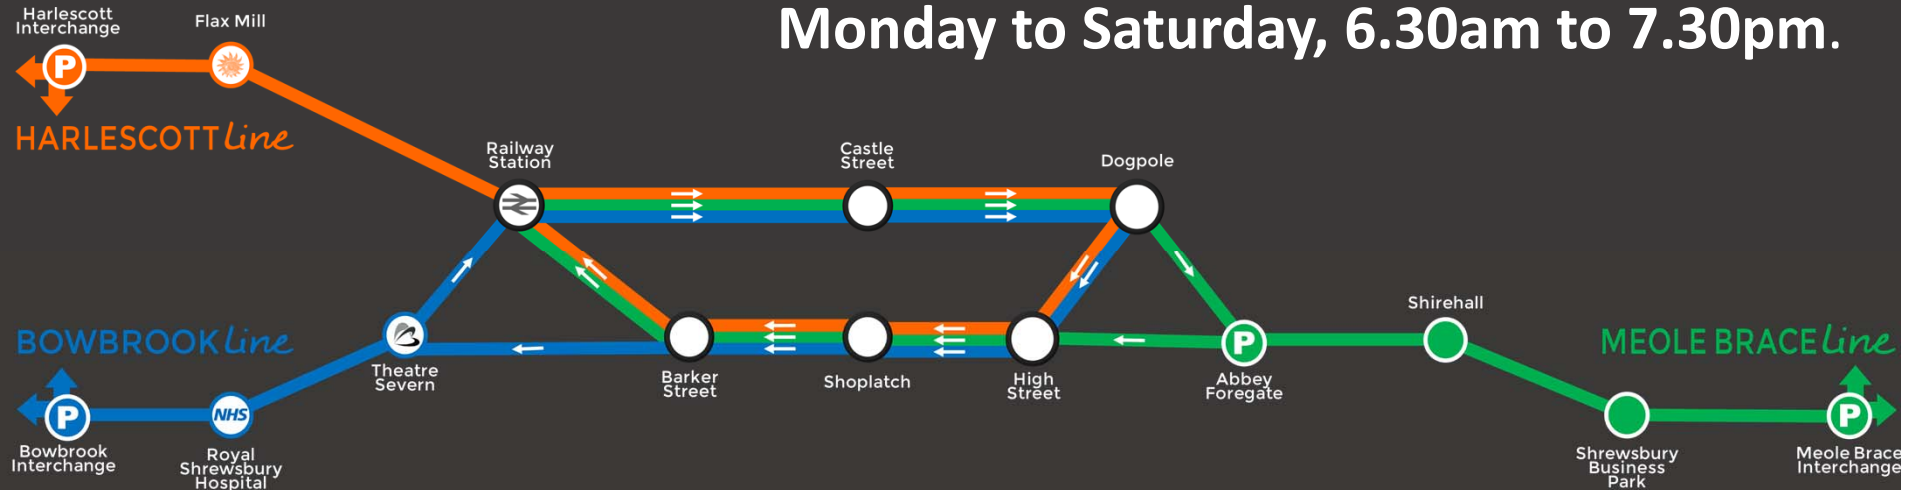 Monday to Saturday, 6.30am to 7.30pm.
Harlescott
Interchange
Flax Mill
P
HARLESCOTT line
Railway
Station
Castle
Street
Dogpole
BOWBROOK line
P
Bowbrook
Interchange
NHS
Royal
Shrewsbury
Hospital
Theatre
Severn
Barker
Street
Shoplatch
High
Street
P
Abbey
Foregate
Shirehall
MEOLE BRACE line
Shrewsbury
Business
Park
P
Meole Brace
Interchange